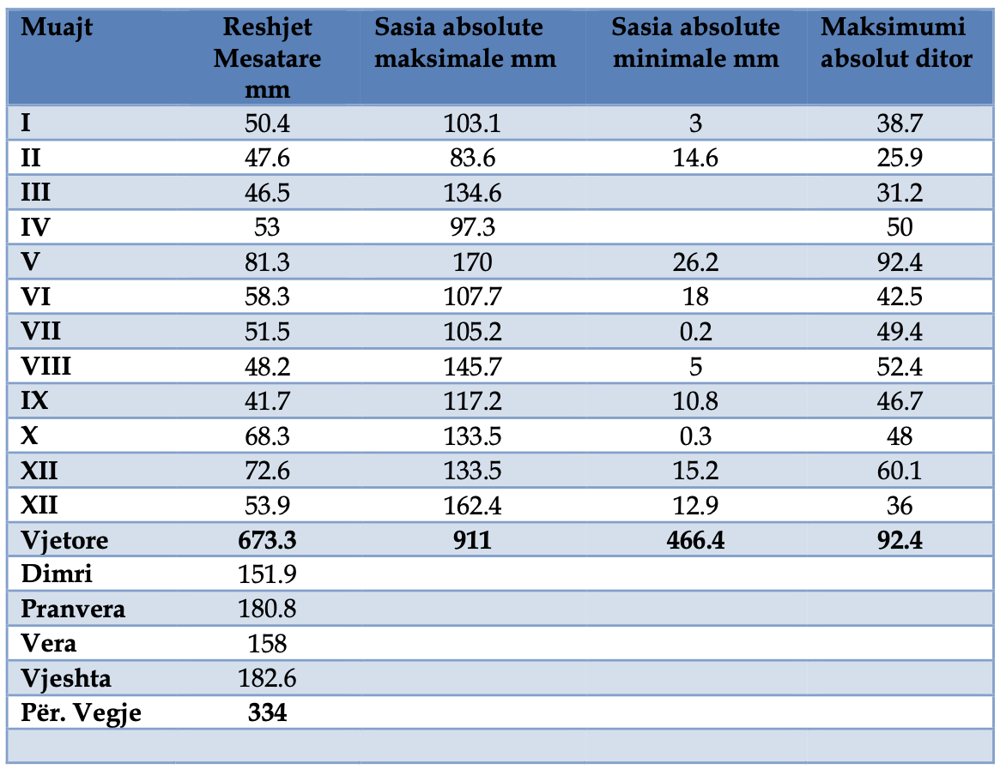 Muajt Reshjet Mesatare mm Sasia absolute maksimale mm Sasia absolute minimale mm Maksimumi absolut ditor
I 50.4 103.1 3 38.7
II 47.6 83.6 14.6 25.9
III 46.5 134.6 31.2
IV 53 97.3 50
V 81.3 170 26.2 92.4
VI 58.3 107.7 18 42.5
VII 51.5 105.2 0.2 49.4
VIII 48.2 145.7 5 52.4
IX 41.7 117.2 10.8 46.7
X 68.3 133.5 0.3 48
XII 72.6 133.5 15.2 60.1
XII 53.9 162.4 12.9 36
Vjetore 673.3 911 466.4 92.4
Dimri 151.9
Pranvera 180.8
Vera 158
Vjeshta 182.6
Për. Vegje 334